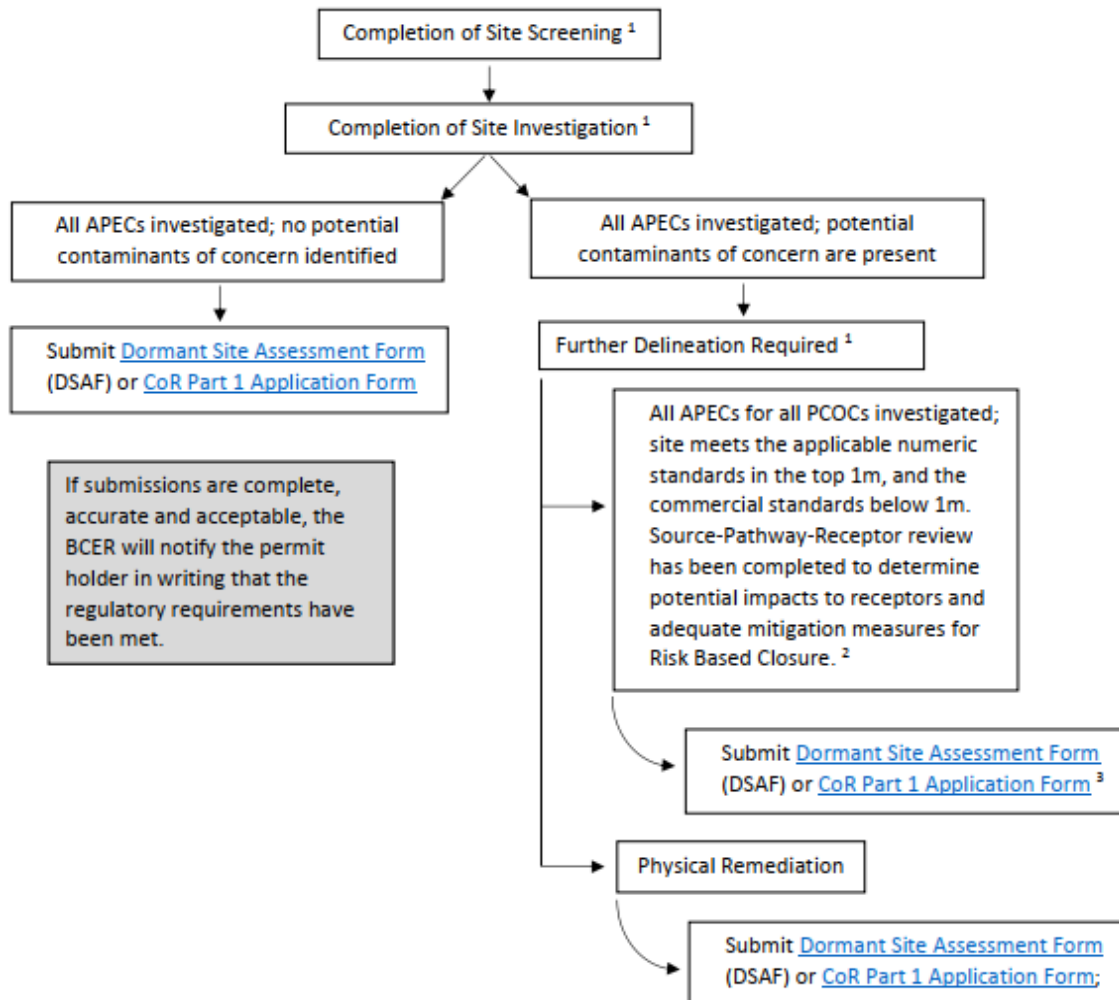 Completion of Site Screening ¹
Completion of Site Investigation ¹
All APECs investigated; no potential
contaminants of concern identified
All APECs investigated; potential
contaminants of concern are present
Submit Dormant Site Assessment Form
(DSAF) or CoR Part 1 Application Form
Further Delineation Required ¹
All APECs for all PCOCs investigated;
site meets the applicable numeric
standards in the top 1m, and the
commercial standards below 1m.
Source-Pathway-Receptor review
has been completed to determine
potential impacts to receptors and
adequate mitigation measures for
Risk Based Closure. ²
If submissions are complete,
accurate and acceptable, the
BCER will notify the permit
holder in writing that the
regulatory requirements have
been met.
Submit Dormant Site Assessment Form
(DSAF) or CoR Part 1 Application Form ³
Physical Remediation
Submit Dormant Site Assessment Form
(DSAF) or CoR Part 1 Application Form;